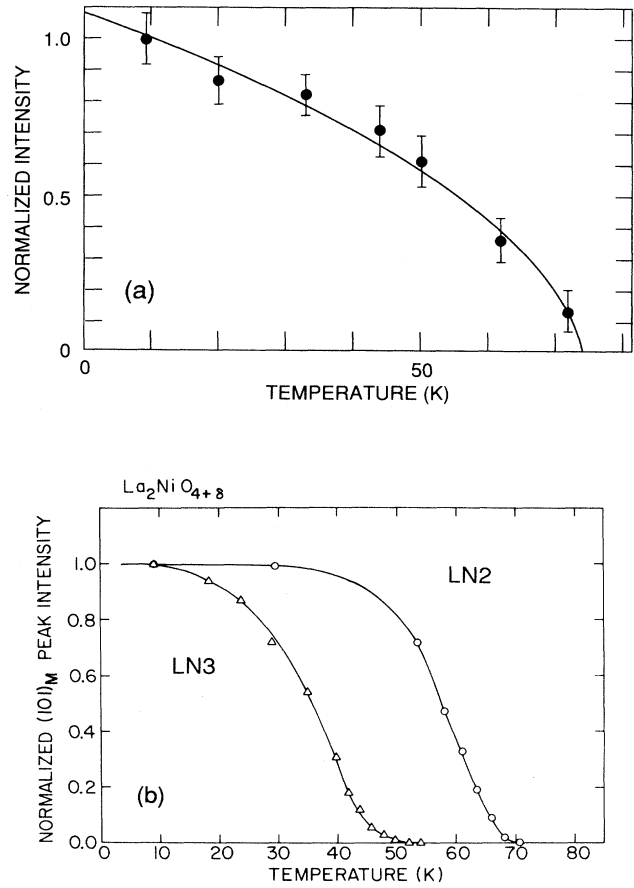 1.0
0.5
0
NORMALIZED INTENSITY
(a)
0
50
TEMPERATURE (K)
La2NiO4+δ
1.0
0.8
0.6
0.4
0.2
0.0
NORMALIZED (101)M PEAK INTENSITY
LN2
LN3
(b)
0 10 20 30 40 50 60 70 80
TEMPERATURE (K)